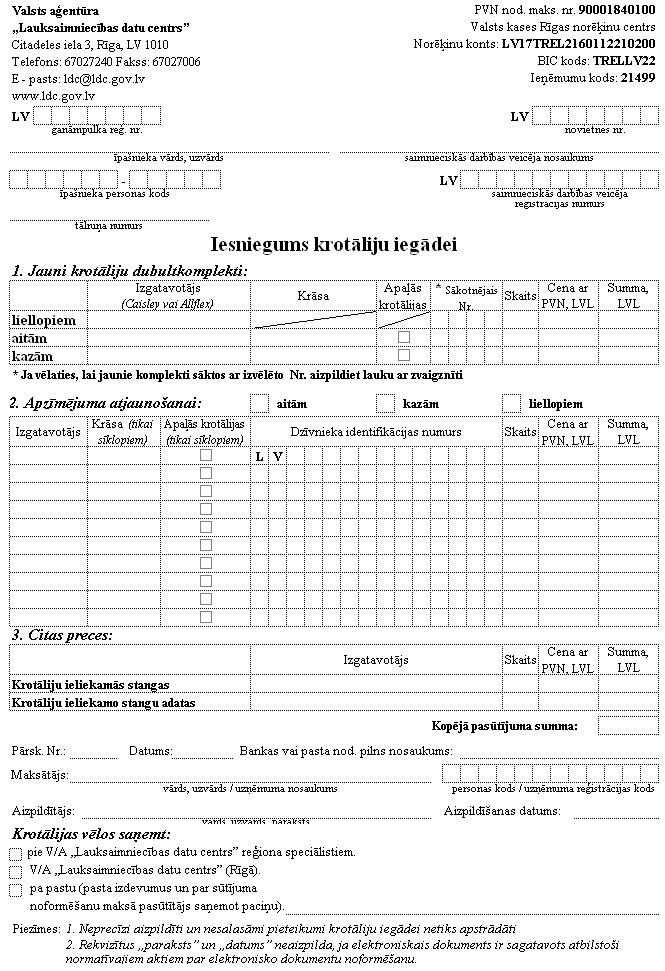 Valsts aģentūra
„Lauksaimniecības datu centrs”
Citadeles iela 3, Rīga, LV 1010
Telefons: 67027240 Fakss: 67027006
E - pasts: ldc@ldc.gov.lv
www.ldc.gov.lv
PVN nod. maks. nr. 90001840100
Valsts kases Rīgas norēķinu centrs
Norēķinu konts: LV17TREL2160112210200
BIC kods: TRELLV22
Ieņēmumu kods: 21499
LV
ganāmpulka reģ. nr.
LV
novietnes nr.
īpašnieka vārds, uzvārds
saimnieciskās darbības veicēja nosaukums
-
īpašnieka personas kods
LV
saimnieciskās darbības veicēja
reģistrācijas numurs
tālruņa numurs
Iesniegums krotāliju iegādei
1. Jauni krotāliju dubultkomplekti:
Izgatavotājs
(Caisley vai Allflex)
Krāsa
Apaļās
krotālijas
* Sākotnējais
Nr.
Skaits
Cena ar
PVN, LVL
Summa,
LVL
liellopiem
aitām
kazām
* Ja vēlaties, lai jaunie komplekti sāktos ar izvēlēto Nr. aizpildiet lauku ar zvaigznīti
2. Apzīmējuma atjaunošanai:
aitām
kazām
liellopiem
Izgatavotājs
Krāsa (tikai
sīklopiem)
Apaļās krotālijas
(tikai sīklopiem)
Dzīvnieka identifikācijas numurs
Skaits
Cena ar
PVN, LVL
Summa,
LVL
L V
3. Citas preces:
Izgatavotājs
Skaits
Cena ar
PVN, LVL
Summa,
LVL
Krotāliju ieliekamās stangas
Krotāliju ieliekamo stangu adatas
Kopējā pasūtījuma summa:
Pārsk. Nr.:
Datums:
Bankas vai pasta nod. pilns nosaukums:
Maksātājs:
vārds, uzvārds / uzņēmuma nosaukums
personas kods / uzņēmuma reģistrācijas kods
Aizpildītājs:
vārds, uzvārds, paraksts
Aizpildīšanas datums:
Krotālijas vēlos saņemt:
pie V/A „Lauksaimniecības datu centrs” reģiona speciālistiem.
V/A „Lauksaimniecības datu centrs” (Rīgā).
pa pastu (pasta izdevumus un par sūtījuma
noformēšanu maksā pasūtītājs saņemot paciņu).
Piezīmes: 1. Neprecīzi aizpildīti un nesalasāmi pieteikumi krotāliju iegādei netiks apstrādāti
2. Rekvizītus „paraksts” un „datums” neaizpilda, ja elektroniskais dokuments ir sagatavots atbilstoši
normatīvajiem aktiem par elektronisko dokumentu noformēšanu.